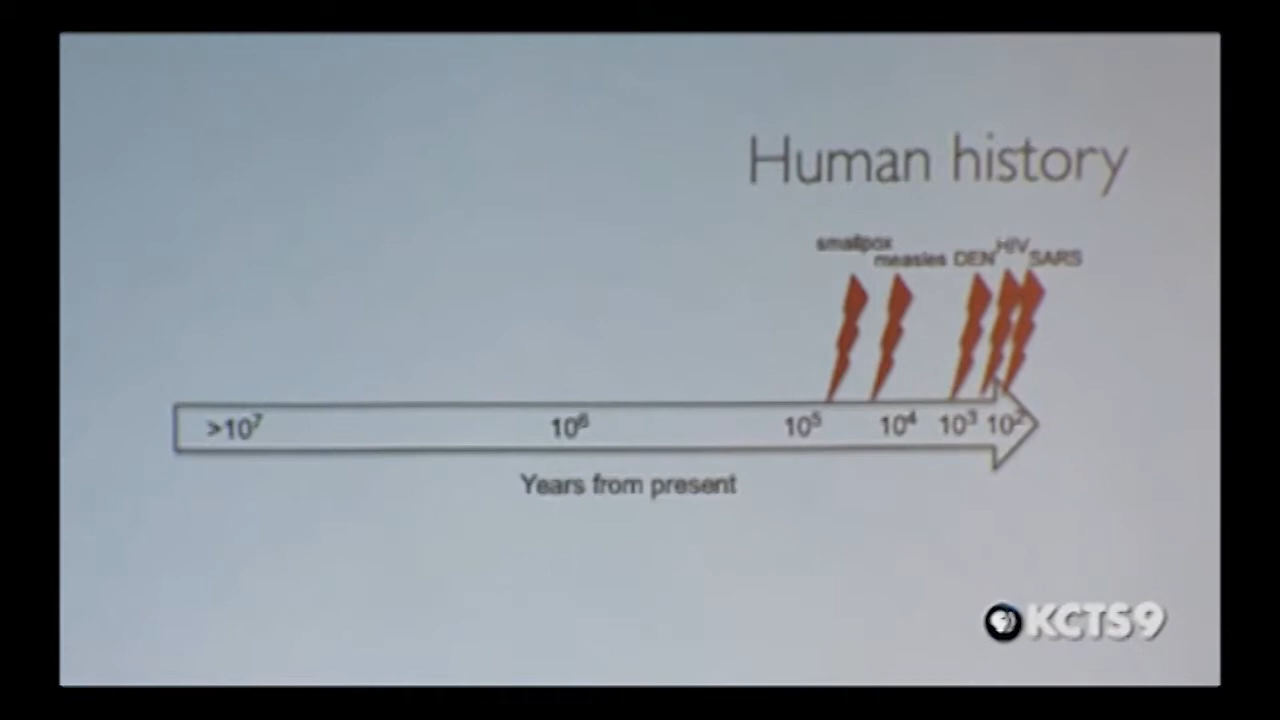 Human history
smallpox
measles
DEN
HIV
SARS
>10⁷ 10⁶ 10⁵ 10⁴ 10³ 10²
Years from present
KCTS9